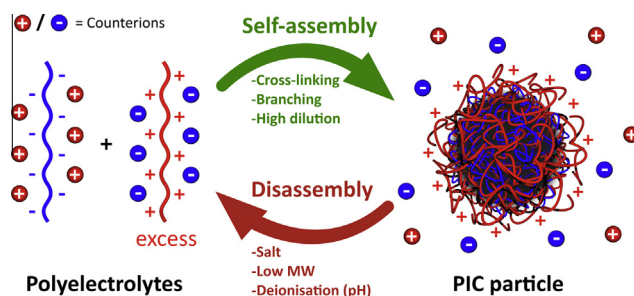 + / - = Counterions
Self-assembly
-Cross-linking
-Branching
-High dilution
+
excess
Disassembly
-Salt
-Low MW
-Deionisation (pH)
Polyelectrolytes
PIC particle